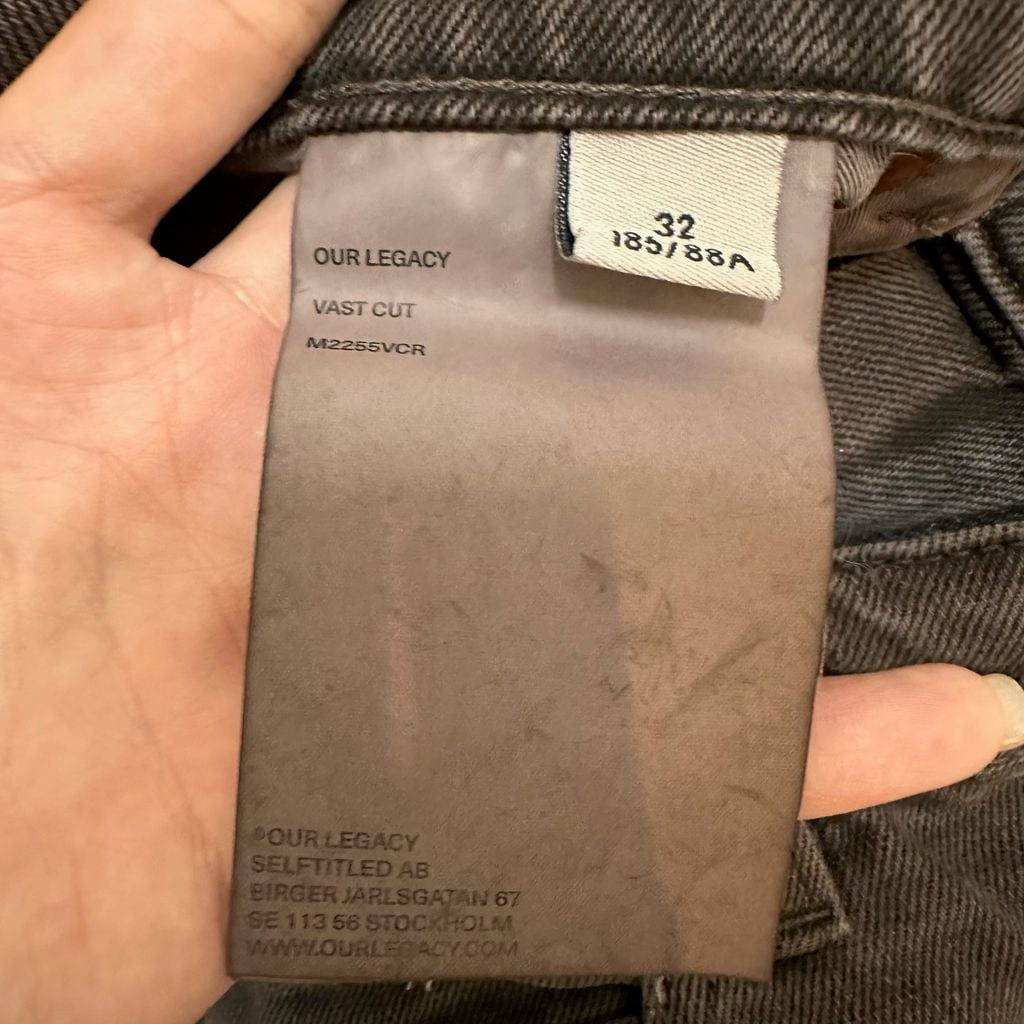 32
185/88A
OUR LEGACY
VAST CUT
M2255VCR
©OUR LEGACY
SELFTITLED AB
BIRGER JARLSGATAN 67
SE 113 56 STOCKHOLM
WWW.OURLEGACY.COM